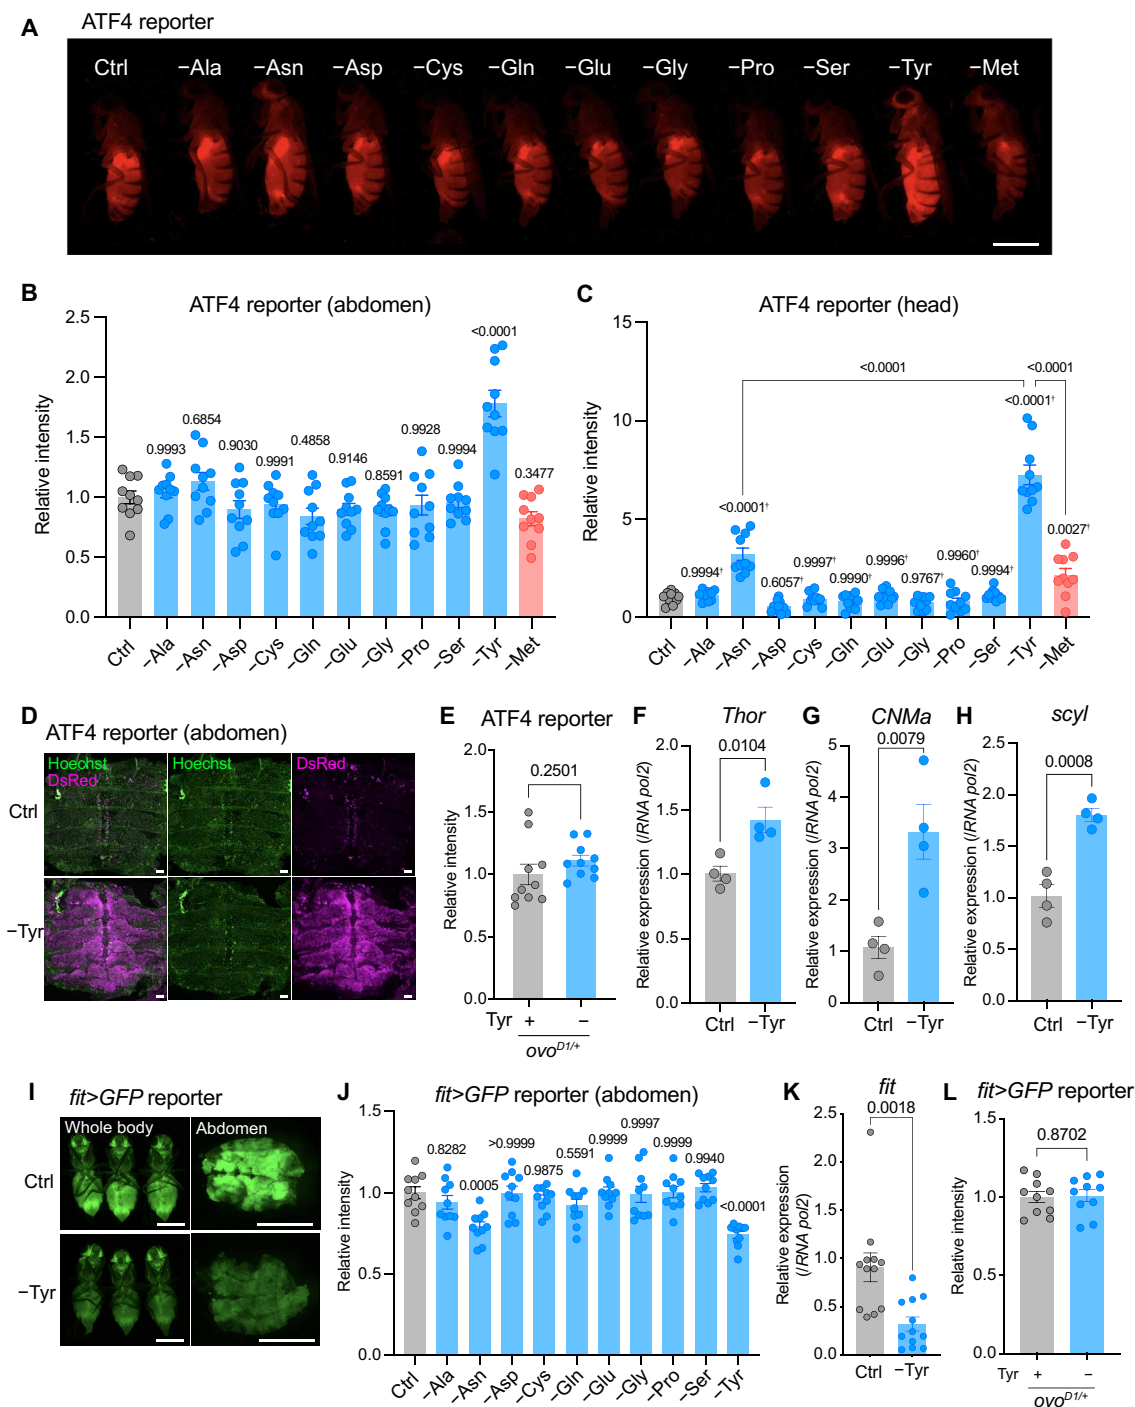 A
ATF4 reporter
Ctrl −Ala −Asn −Asp −Cys −Gln −Glu −Gly −Pro −Ser −Tyr −Met
B
ATF4 reporter (abdomen)
Relative intensity
2.5
2.0
1.5
1.0
0.5
0.0
0.9993
0.6854
0.9030
0.9991
0.4858
0.9146
0.8591
0.9928
0.9994
<0.0001
0.3477
Ctrl −Ala −Asn −Asp −Cys −Gln −Glu −Gly −Pro −Ser −Tyr −Met
C
ATF4 reporter (head)
Relative intensity
15
10
5
0
<0.0001
<0.0001
0.9994†
<0.0001†
0.6057†
0.9997†
0.9990†
0.9996†
0.9767†
0.9960†
0.9994†
<0.0001†
0.0027†
Ctrl −Ala −Asn −Asp −Cys −Gln −Glu −Gly −Pro −Ser −Tyr −Met
D
ATF4 reporter (abdomen)
Hoechst
DsRed
Hoechst
DsRed
Ctrl
−Tyr
E
ATF4 reporter
Relative intensity
2.0
1.5
1.0
0.5
0.0
0.2501
Tyr + −
ovoD1/+
F
Thor
Relative expression (/RNA pol2)
2.0
1.5
1.0
0.5
0.0
0.0104
Ctrl −Tyr
G
CNMa
Relative expression (/RNA pol2)
5
4
3
2
1
0
0.0079
Ctrl −Tyr
H
scyl
Relative expression (/RNA pol2)
2.5
2.0
1.5
1.0
0.5
0.0
0.0008
Ctrl −Tyr
I
fit>GFP reporter
Whole body
Abdomen
Ctrl
−Tyr
J
fit>GFP reporter (abdomen)
Relative intensity
1.5
1.0
0.5
0.0
0.8282
0.0005
>0.9999
0.9875
0.5591
0.9999
0.9997
0.9999
0.9940
<0.0001
Ctrl −Ala −Asn −Asp −Cys −Gln −Glu −Gly −Pro −Ser −Tyr
K
fit
Relative expression
(/RNA pol2)
2.5
2.0
1.5
1.0
0.5
0.0
0.0018
Ctrl −Tyr
L
fit>GFP reporter
Relative intensity
1.5
1.0
0.5
0.0
0.8702
Tyr + −
ovoD1/+